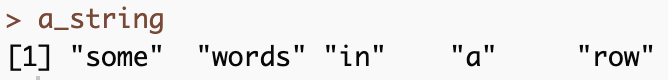 > a_string
[1] "some"  "words" "in"    "a"     "row"